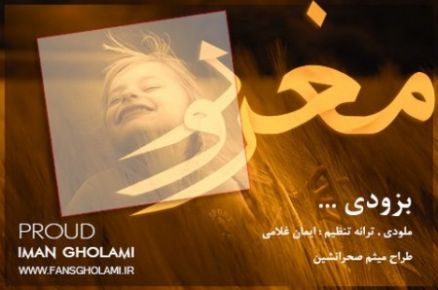 مغرور
بزودی ...
ملودی . ترانه تنظیم : ایمان غلامی
طراح میثم صحرانشین
PROUD
IMAN GHOLAMI
WWW.FANSGHOLAMI.IR